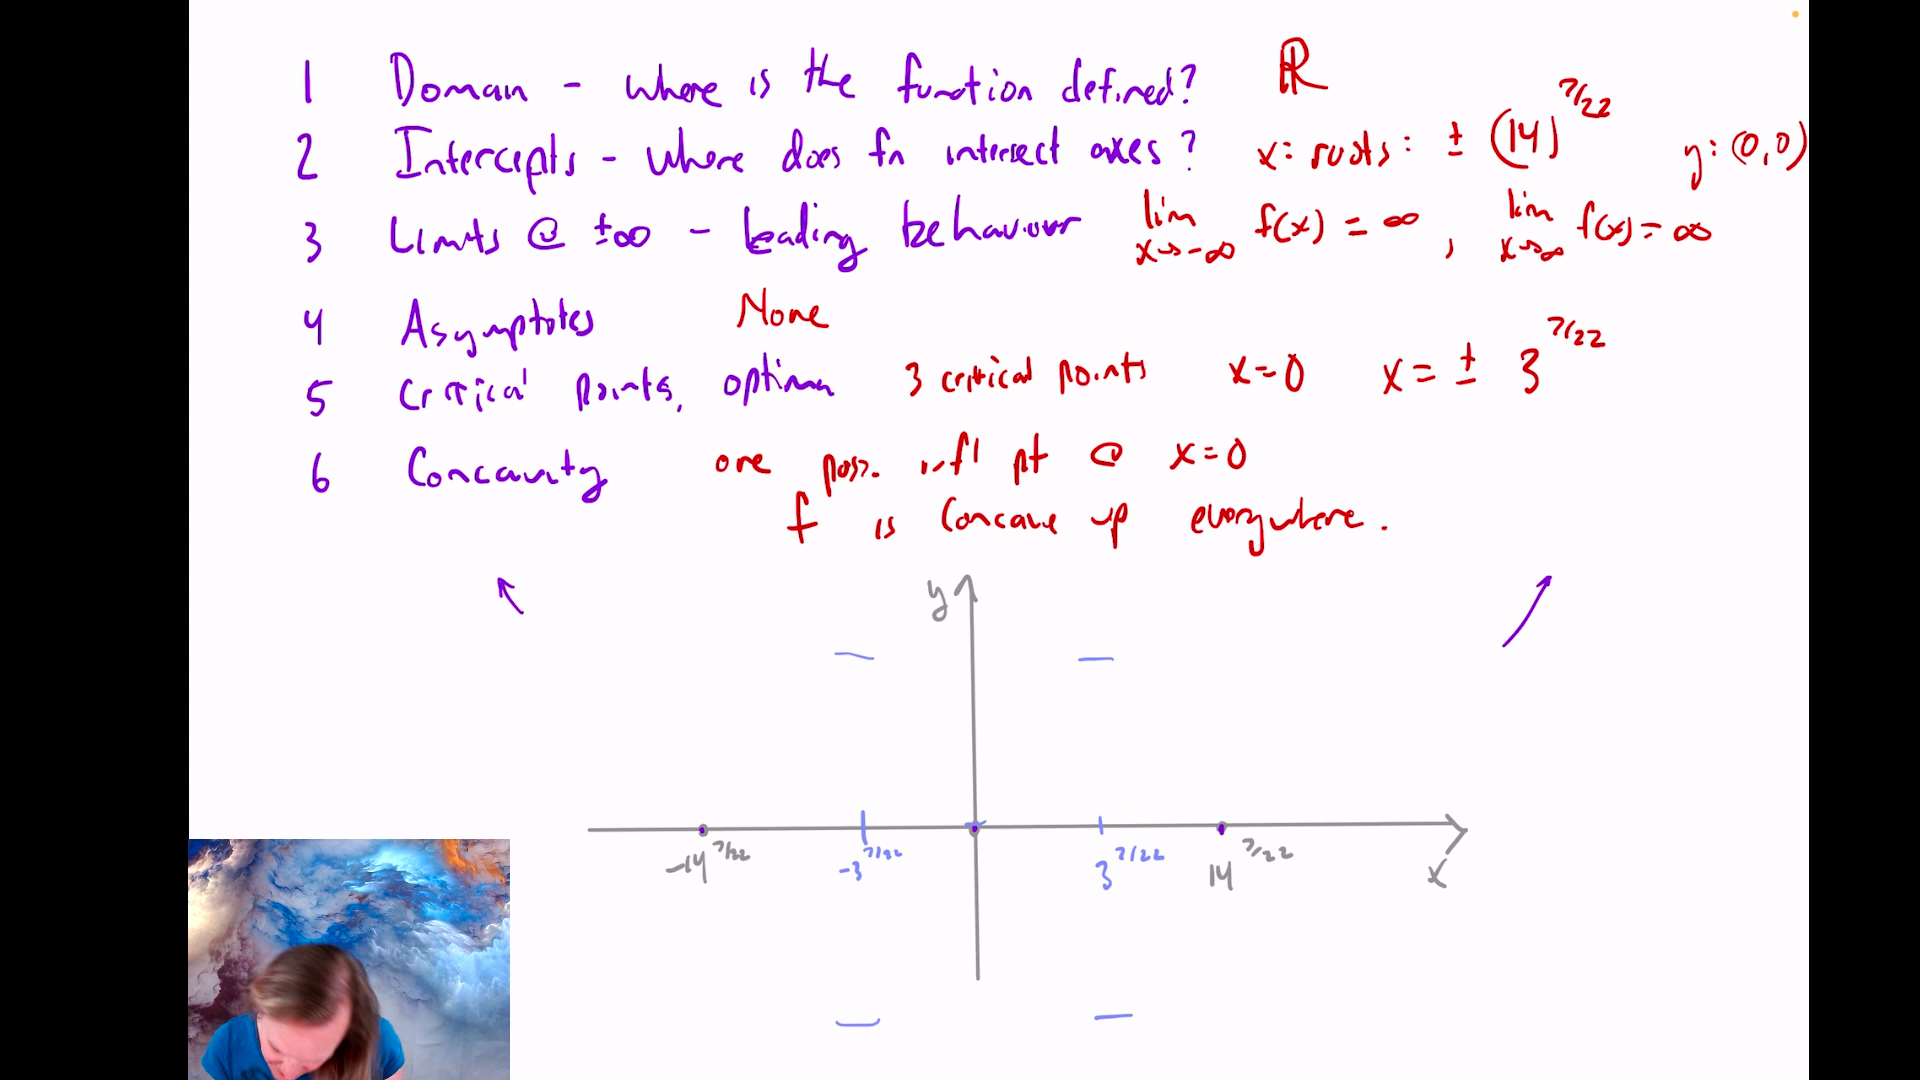 1 Domain - where is the function defined? ℝ
2 Intercepts - where does fn intersect axes? x: roots: ± (14)^7/22 y: (0,0)
3 Limits @ ±∞ - leading behaviour lim x→-∞ f(x) = ∞, lim x→∞ f(x) = ∞
4 Asymptotes None
5 Critical points, optima 3 critical points x=0 x = ± 3^7/22
6 Concavity one poss. infl pt @ x=0
f is concave up everywhere.
y
-14^7/22 -3^7/22 3^7/22 14^7/22 x